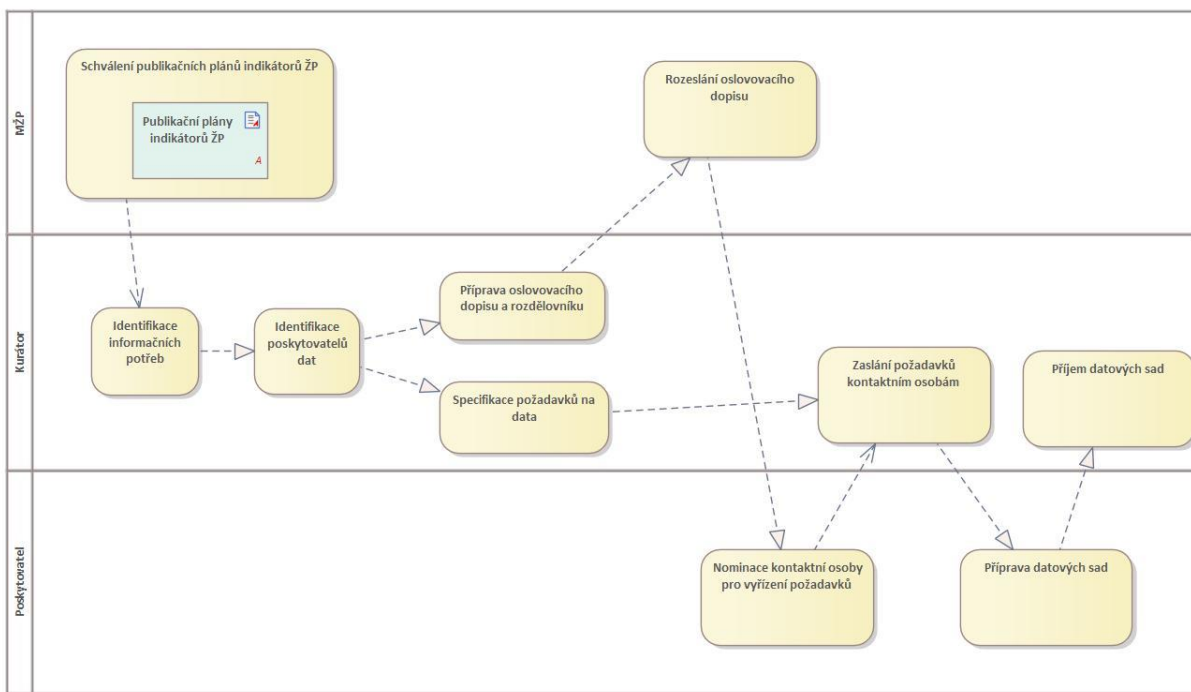 MŽP
Schválení publikačních plánů indikátorů ŽP
Publikační plány
indikátorů ŽP
A
Rozeslání oslovovacího
dopisu
Kurátor
Identifikace
informačních
potřeb
Identifikace
poskytovatelů
dat
Příprava oslovovacího
dopisu a rozdělovníku
Specifikace požadavků na
data
Zaslání požadavků
kontaktním osobám
Příjem datových sad
Poskytovatel
Nominace kontaktní osoby
pro vyřízení požadavků
Příprava datových sad